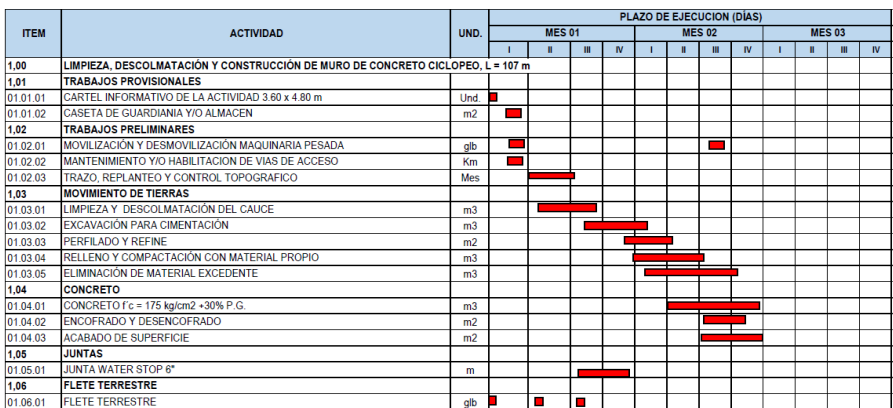 ITEM ACTIVIDAD UND. PLAZO DE EJECUCION (DÍAS)
MES 01 MES 02 MES 03
I II III IV I II III IV I II III IV
1,00 LIMPIEZA, DESCOLMATACIÓN Y CONSTRUCCIÓN DE MURO DE CONCRETO CICLOPEO, L = 107 m
1,01 TRABAJOS PROVISIONALES
01.01.01 CARTEL INFORMATIVO DE LA ACTIVIDAD 3.60 x 4.80 m Und.
01.01.02 CASETA DE GUARDIANIA Y/O ALMACEN m2
1,02 TRABAJOS PRELIMINARES
01.02.01 MOVILIZACIÓN Y DESMOVILIZACIÓN MAQUINARIA PESADA glb
01.02.02 MANTENIMIENTO Y/O HABILITACION DE VIAS DE ACCESO Km
01.02.03 TRAZO, REPLANTEO Y CONTROL TOPOGRAFICO Mes
1,03 MOVIMIENTO DE TIERRAS
01.03.01 LIMPIEZA Y DESCOLMATACIÓN DEL CAUCE m3
01.03.02 EXCAVACIÓN PARA CIMENTACIÓN m3
01.03.03 PERFILADO Y REFINE m2
01.03.04 RELLENO Y COMPACTACIÓN CON MATERIAL PROPIO m3
01.03.05 ELIMINACIÓN DE MATERIAL EXCEDENTE m3
1,04 CONCRETO
01.04.01 CONCRETO f´c = 175 kg/cm2 +30% P.G. m3
01.04.02 ENCOFRADO Y DESENCOFRADO m2
01.04.03 ACABADO DE SUPERFICIE m2
1,05 JUNTAS
01.05.01 JUNTA WATER STOP 6" m
1,06 FLETE TERRESTRE
01.06.01 FLETE TERRESTRE glb